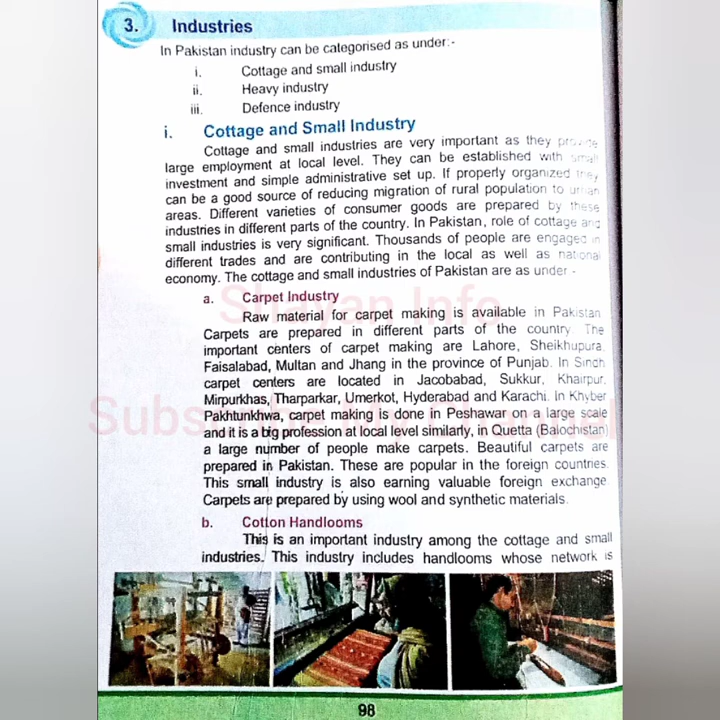 3. Industries
In Pakistan industry can be categorised as under:-
i. Cottage and small industry
ii. Heavy industry
iii. Defence industry
i. Cottage and Small Industry
Cottage and small industries are very important as they provide
large employment at local level. They can be established with small
investment and simple administrative set up. If properly organized they
can be a good source of reducing migration of rural population to urban
areas. Different varieties of consumer goods are prepared by these
industries in different parts of the country. In Pakistan, role of cottage and
small industries is very significant. Thousands of people are engaged in
different trades and are contributing in the local as well as national
economy. The cottage and small industries of Pakistan are as under -
a. Carpet Industry
Raw material for carpet making is available in Pakistan
Carpets are prepared in different parts of the country The
important centers of carpet making are Lahore, Sheikhupura,
Faisalabad, Multan and Jhang in the province of Punjab. In Sindh
carpet centers are located in Jacobabad, Sukkur, Khairpur,
Mirpurkhas, Tharparkar, Umerkot, Hyderabad and Karachi. In Khyber
Pakhtunkhwa, carpet making is done in Peshawar on a large scale
and it is a big profession at local level similarly, in Quetta (Balochistan)
a large number of people make carpets. Beautiful carpets are
prepared in Pakistan. These are popular in the foreign countries.
This small industry is also earning valuable foreign exchange.
Carpets are prepared by using wool and synthetic materials.
b. Cotton Handlooms
This is an important industry among the cottage and small
industries. This industry includes handlooms whose network is
98
Shayan Info
Subscribe My Channel